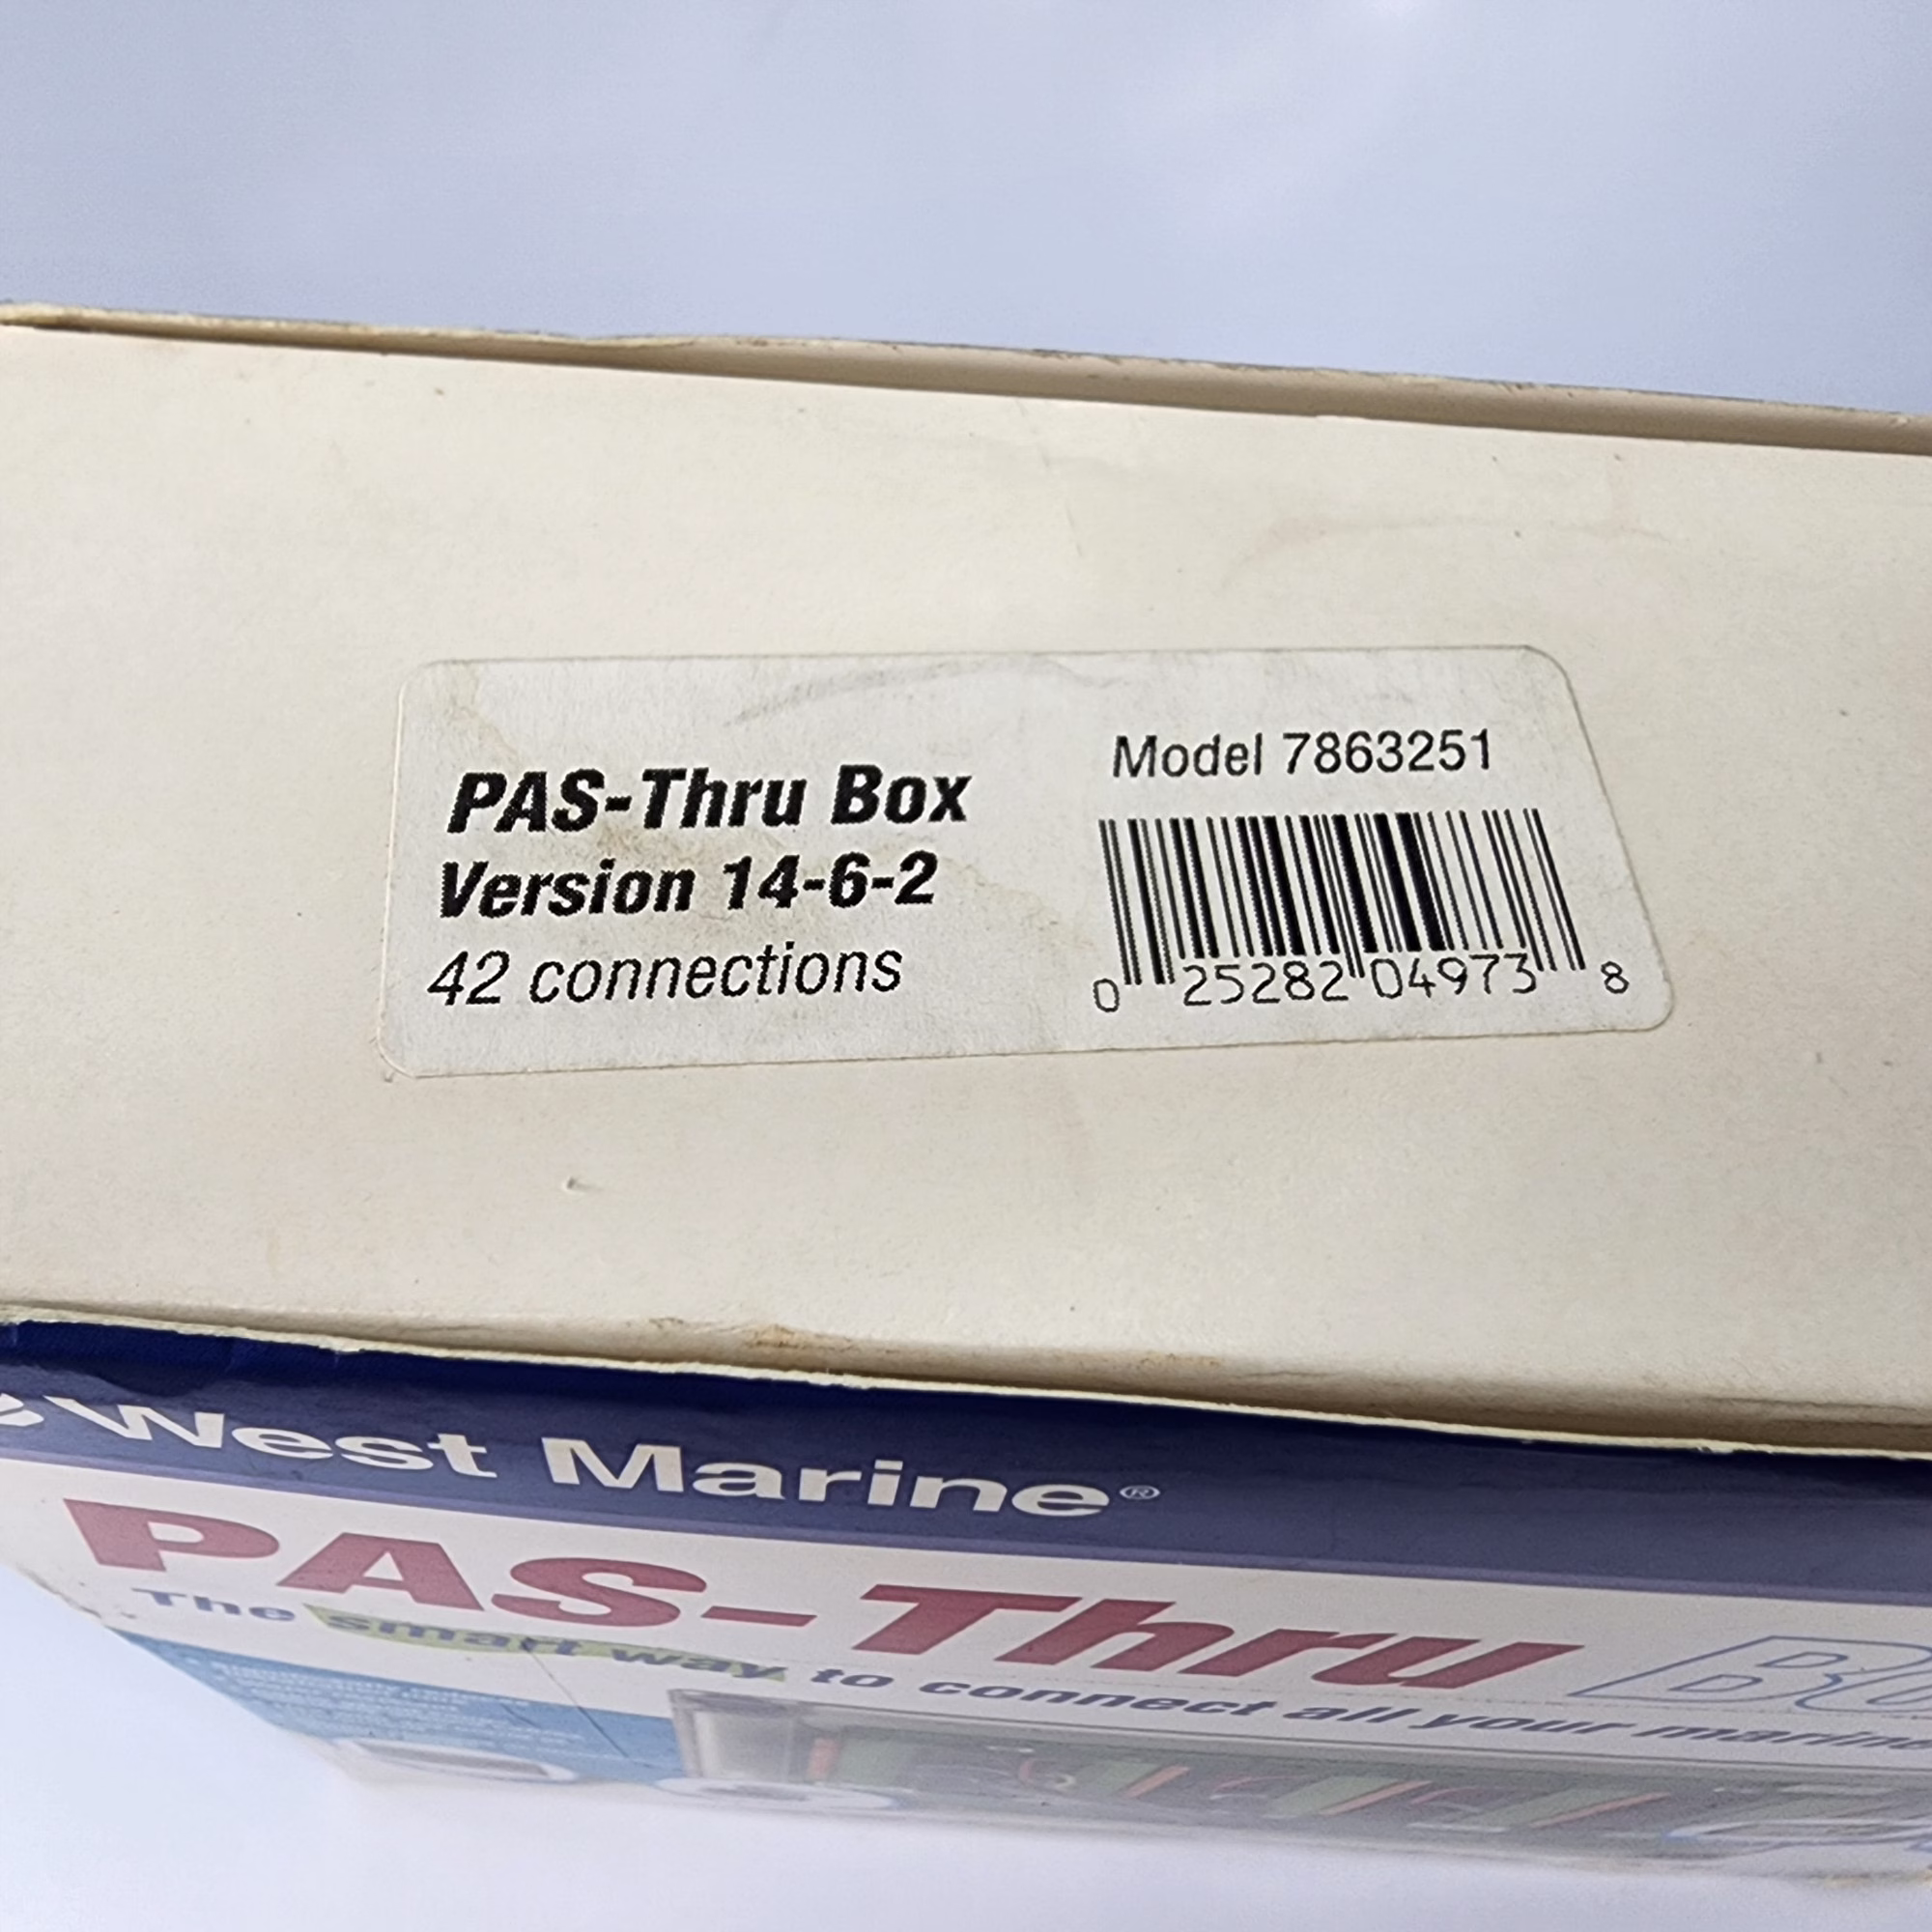 PAS-Thru Box
Version 14-6-2
42 connections
Model 7863251
0 25282 04973 8
West Marine®
PAS-Thru
The smart way to connect all your marine